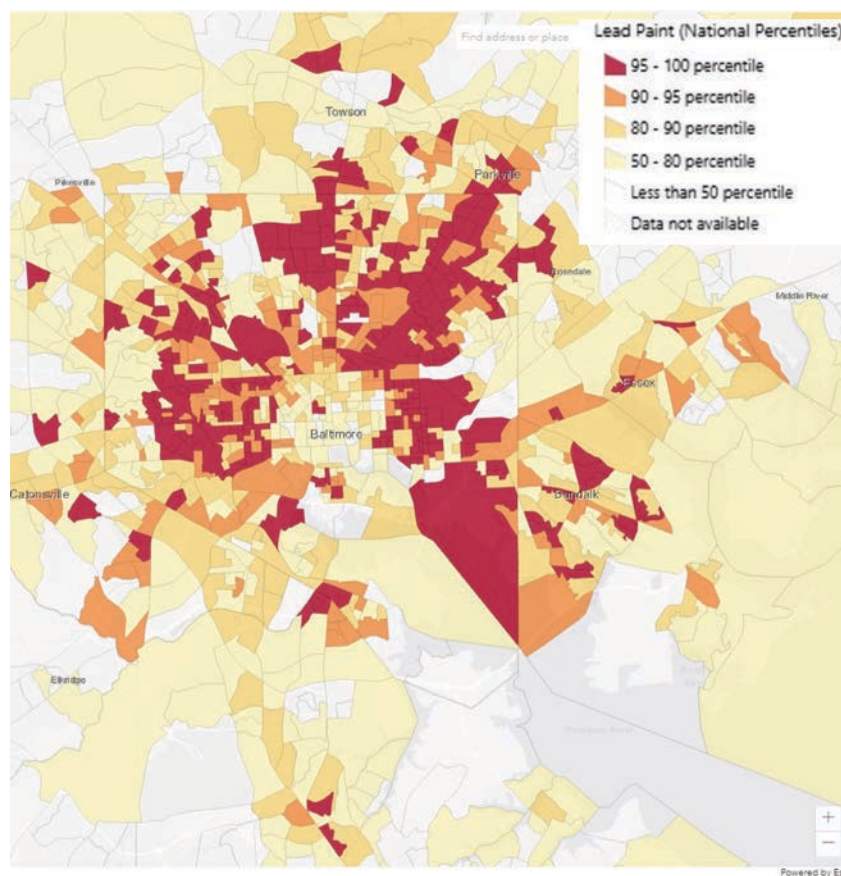 Find address or place
Lead Paint (National Percentiles)
95 - 100 percentile
90 - 95 percentile
80 - 90 percentile
50 - 80 percentile
Less than 50 percentile
Data not available
Towson
Pikesville
Parkville
Rosedale
Middle River
Essex
Baltimore
Catonsville
Dundalk
Elkridge
+
−
Powered by Es